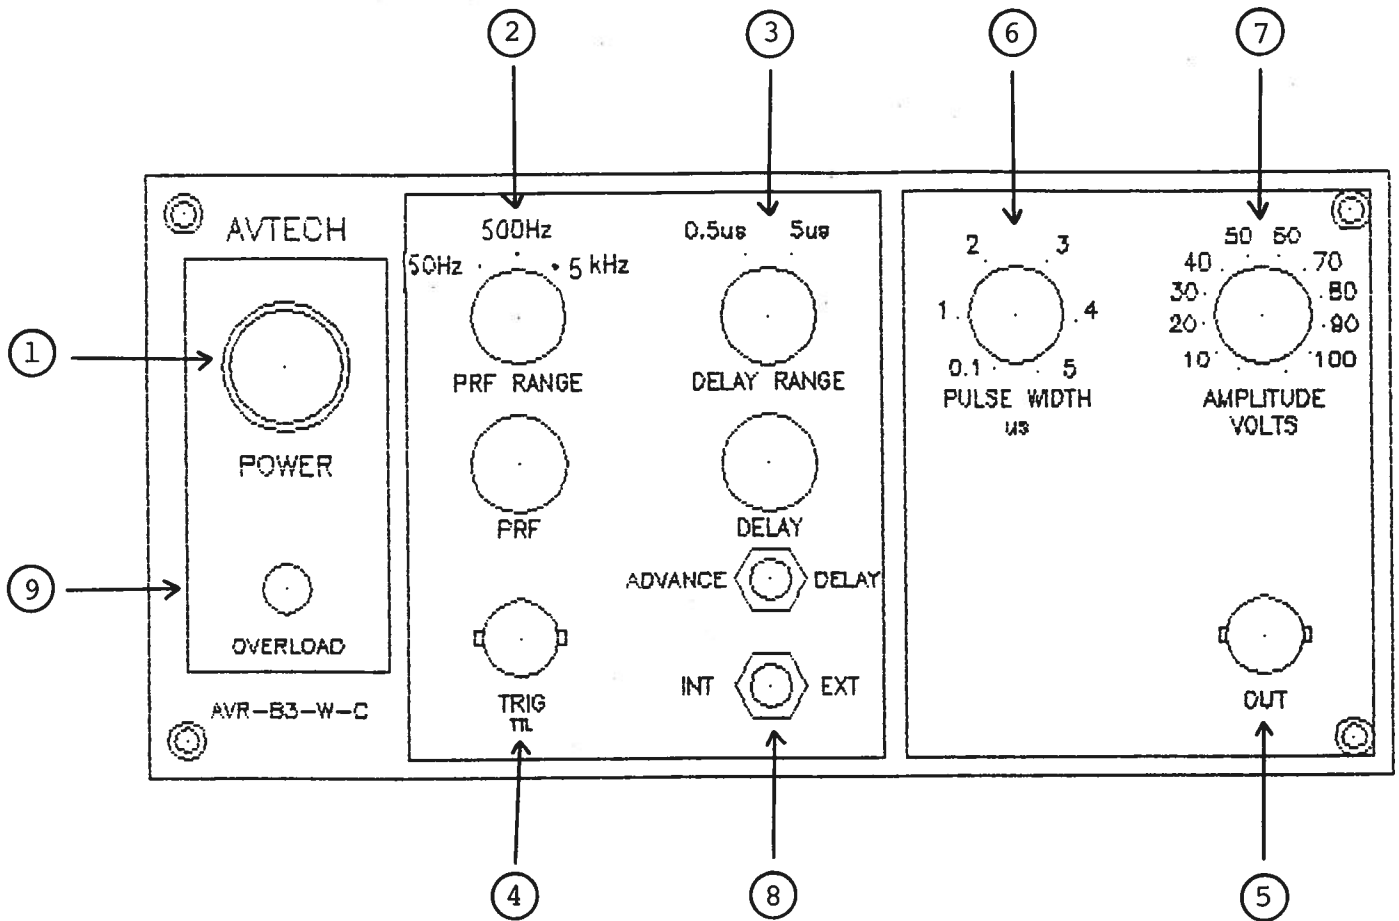 2
3
6
7
1
9
4
8
5
AVTECH
POWER
OVERLOAD
AVR-B3-W-C
500Hz
50Hz
5 kHz
PRF RANGE
PRF
TRIG
TTL
0.5us
5us
DELAY RANGE
DELAY
ADVANCE
DELAY
INT
EXT
2
3
1
4
0.1
5
PULSE WIDTH
us
50 60
40
70
30
80
20
90
10
100
AMPLITUDE
VOLTS
OUT